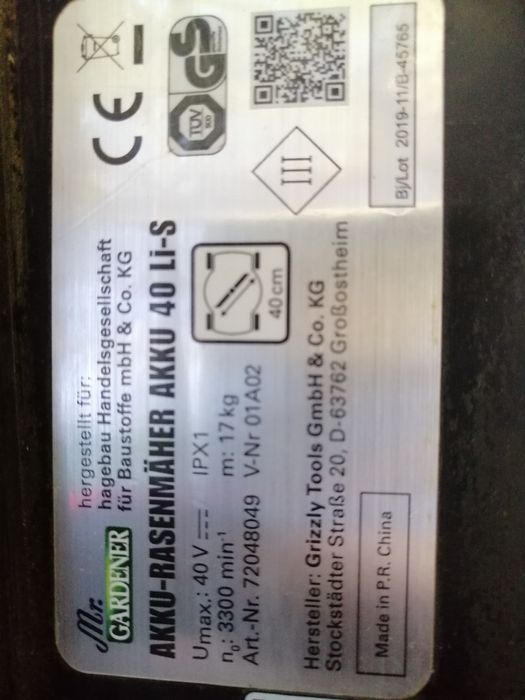 Mr.
GARDENER
hergestellt für:
hagebau Handelsgesellschaft
für Baustoffe mbH & Co. KG
AKKU-RASENMÄHER AKKU 40 Li-S
Umax.: 40 V IPX1
n₀: 3300 min⁻¹ m: 17 kg
Art.-Nr. 72048049 V-Nr 01A02
40 cm
CE
TÜV
SÜD
GS
III
Hersteller: Grizzly Tools GmbH & Co. KG
Stockstädter Straße 20, D-63762 Großostheim
Made in P.R. China
Bj/Lot 2019-11/B-45765